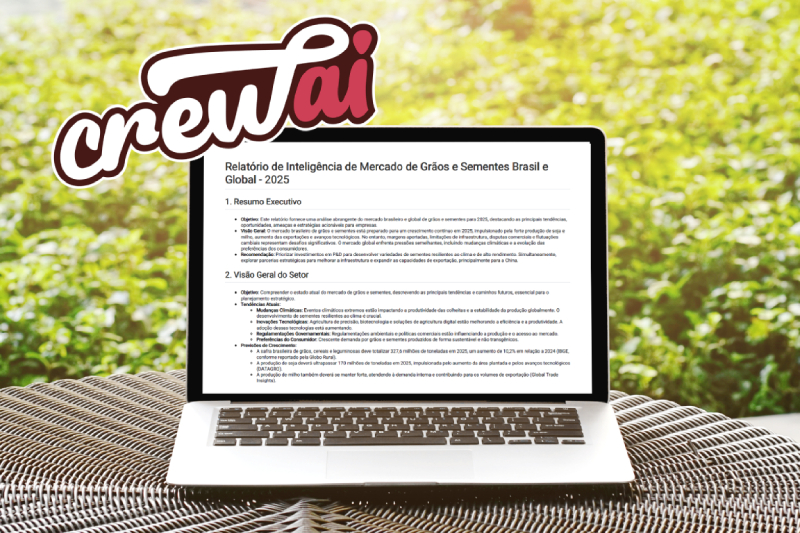 crewai
Relatório de Inteligência de Mercado de Grãos e Sementes Brasil e
Global - 2025
1. Resumo Executivo
Objetivo: Este relatório fornece uma análise abrangente do mercado brasileiro e global de grãos e sementes para 2025, destacando as principais tendências,
oportunidades, ameaças e estratégias acionáveis para empresas
Visão Geral: O mercado brasileiro de grãos e sementes está preparado para um crescimento contínuo em 2025, impulsionado pela forte produção de soja e
milho, aumento das exportações e avanços tecnológicos. No entanto, margens apertadas, limitações de infraestrutura, disputas comerciais e flutuações
cambiais representam desafios significativos. O mercado global enfrenta pressões semelhantes, incluindo mudanças climáticas e a evolução das
preferências dos consumidores.
Recomendação: Priorizar investimentos em P&D para desenvolver variedades de sementes resilientes ao clima e de alto rendimento. Simultaneamente,
explorar parcerias estratégicas para melhorar a infraestrutura e expandir as capacidades de exportação, principalmente para a China.
2. Visão Geral do Setor
Objetivo: Compreender o estado atual do mercado de grãos e sementes, descrevendo as principais tendências e caminhos futuros, essencial para o
planejamento estratégico.
Tendências Atuais:
Mudanças Climáticas: Eventos climáticos extremos estão impactando a produtividade das colheitas e a estabilidade da produção globalmente. O
desenvolvimento de sementes resilientes ao clima é crucial.
Inovações Tecnológicas: Agricultura de precisão, biotecnologia e soluções de agricultura digital estão melhorando a eficiência e a produtividade. A
adoção dessas tecnologias está aumentando.
Regulamentações Governamentais: Regulamentações ambientais e políticas comerciais estão influenciando a produção e o acesso ao mercado.
Preferências do Consumidor: Crescente demanda por grãos e sementes produzidos de forma sustentável e não transgênicos.
Previsões de Crescimento:
A safra brasileira de grãos, cereais e leguminosas deve totalizar 327,6 milhões de toneladas em 2025, um aumento de 10,2% em relação a 2024 (IBGE,
conforme reportado pela Globo Rural).
A produção de soja deverá ultrapassar 170 milhões de toneladas em 2025, impulsionada pelo aumento da área plantada e pelos avanços tecnológicos
(DATAGRO).
A produção de milho também deverá se manter forte, atendendo à demanda interna e contribuindo para os volumes de exportação (Global Trade
Insights).